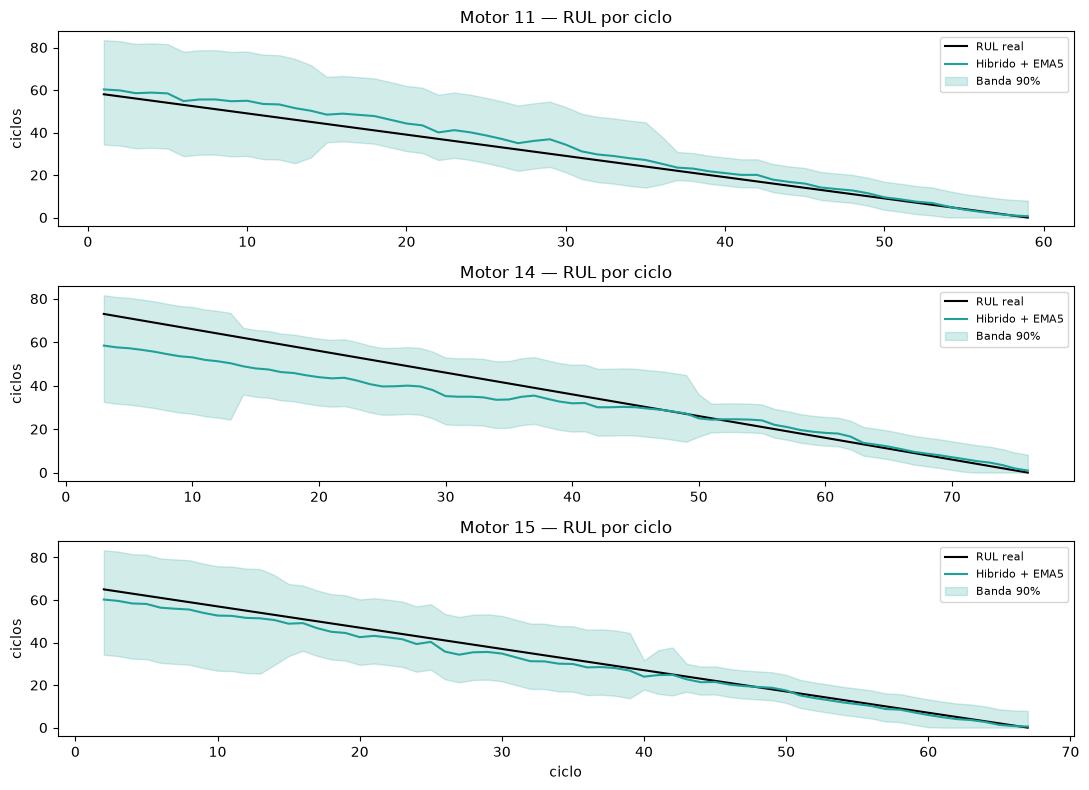 Motor 11 — RUL por ciclo
ciclos
80
60
40
20
0
0 10 20 30 40 50 60
RUL real
Hibrido + EMA5
Banda 90%
Motor 14 — RUL por ciclo
ciclos
80
60
40
20
0
0 10 20 30 40 50 60 70
RUL real
Hibrido + EMA5
Banda 90%
Motor 15 — RUL por ciclo
ciclos
80
60
40
20
0
0 10 20 30 40 50 60 70
RUL real
Hibrido + EMA5
Banda 90%
ciclo